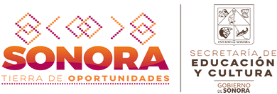 SONORA
TIERRA DE OPORTUNIDADES
SECRETARÍA DE
EDUCACIÓN
Y CULTURA
GOBIERNO
DE SONORA